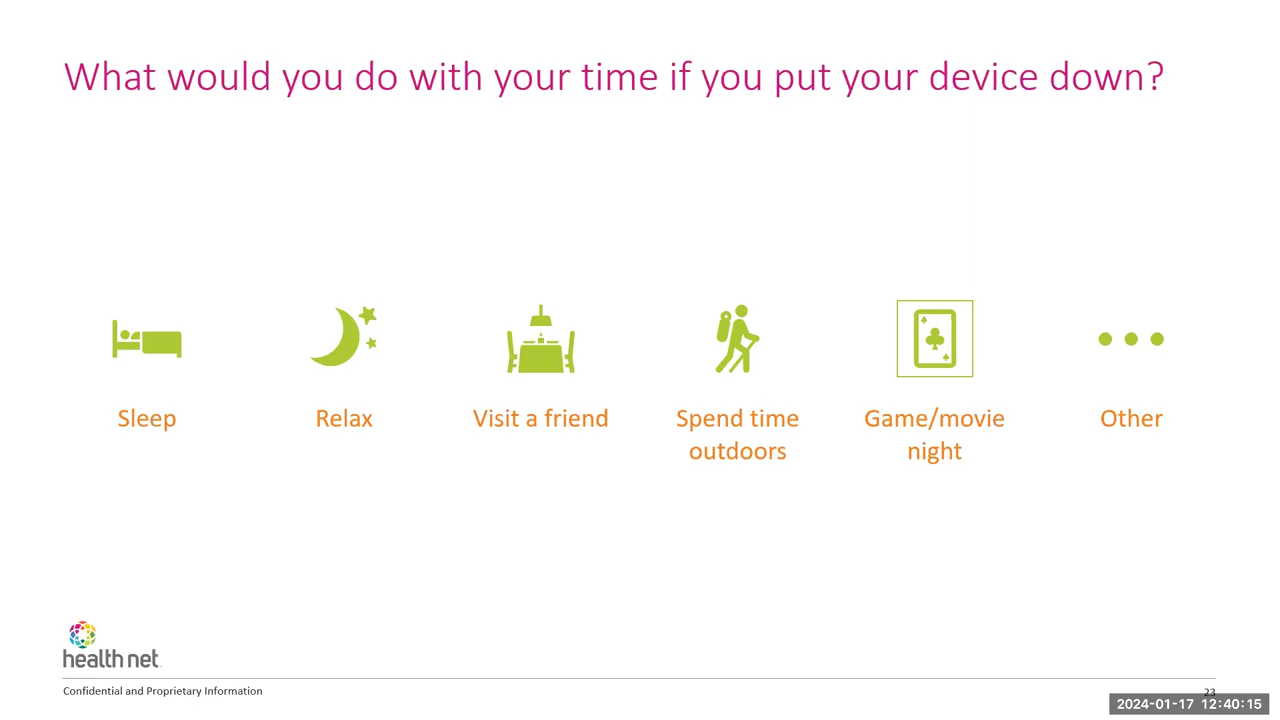 What would you do with your time if you put your device down?
Sleep
Relax
Visit a friend
Spend time
outdoors
Game/movie
night
Other
health net
Confidential and Proprietary Information
23
2024-01-17 12:40:15